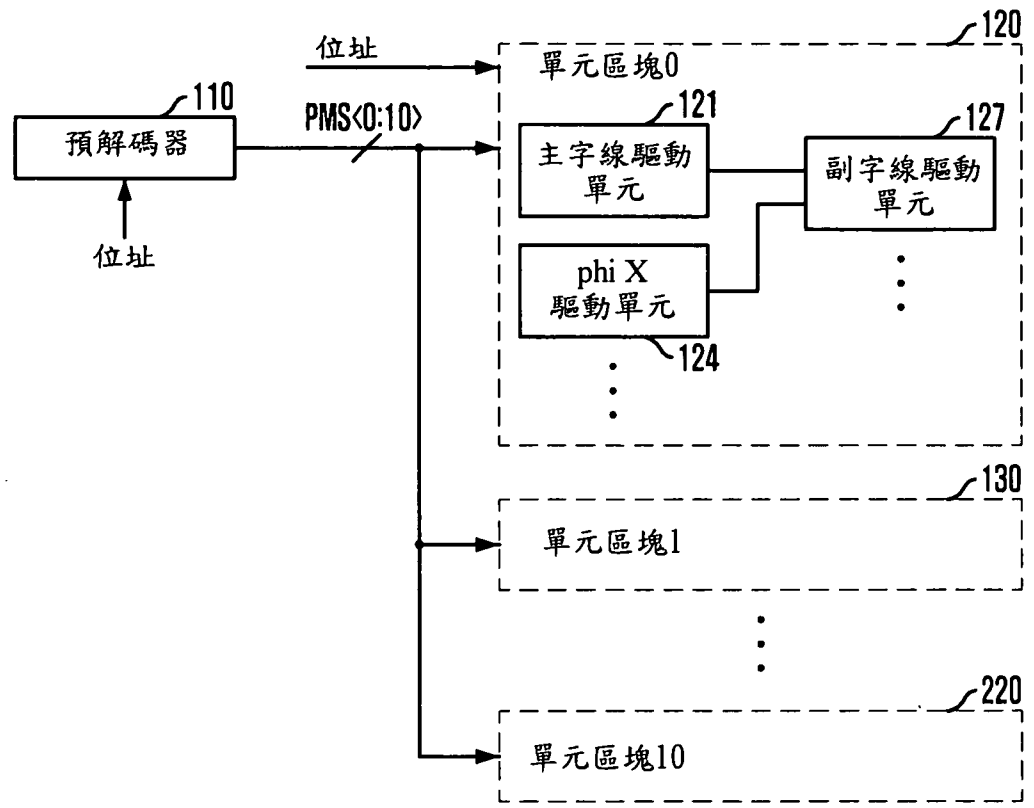 120
位址
單元區塊0
110
預解碼器
位址
PMS<0:10>
121
主字線驅動
單元
127
副字線驅動
單元
phi X
驅動單元
124
130
單元區塊1
220
單元區塊10